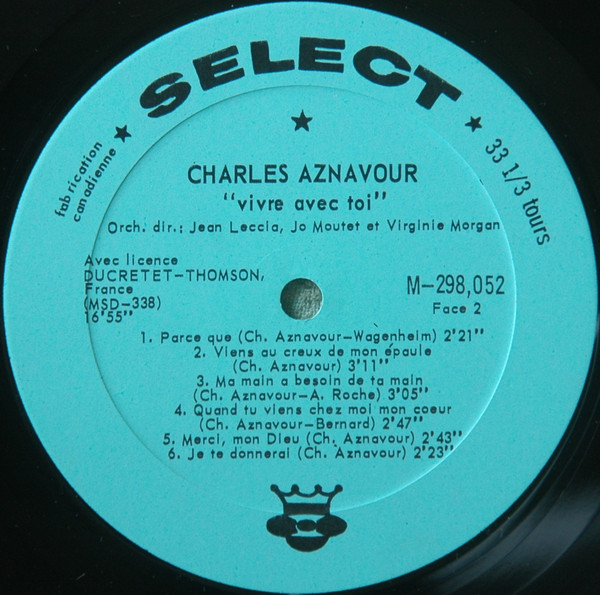 SELECT
fabrication
canadienne
33 1/3 tours
CHARLES AZNAVOUR
"vivre avec toi"
Orch. dir.: Jean Leccia, Jo Moutet et Virginie Morgan
Avec licence
DUCRETET-THOMSON,
France
(MSD-338)
16'55"
M-298,052
Face 2
1. Parce que (Ch. Aznavour-Wagenheim) 2'21"
2. Viens au creux de mon épaule
(Ch. Aznavour) 3'11"
3. Ma main a besoin de ta main
(Ch. Aznavour-A. Roche) 3'05"
4. Quand tu viens chez moi mon coeur
(Ch. Aznavour-Bernard) 2'47"
5. Merci, mon Dieu (Ch. Aznavour) 2'43"
6. Je te donnerai (Ch. Aznavour) 2'23"